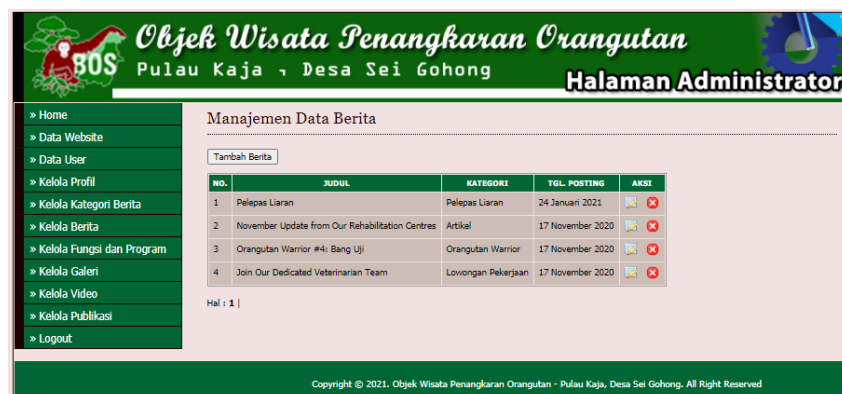 BOS
Objek Wisata Penangkaran Orangutan
Pulau Kaja , Desa Sei Gohong
Halaman Administrator
» Home
» Data Website
» Data User
» Kelola Profil
» Kelola Kategori Berita
» Kelola Berita
» Kelola Fungsi dan Program
» Kelola Galeri
» Kelola Video
» Kelola Publikasi
» Logout
Manajemen Data Berita
Tambah Berita
NO. JUDUL KATEGORI TGL. POSTING AKSI
1 Pelepas Liaran Pelepas Liaran 24 Januari 2021
2 November Update from Our Rehabilitation Centres Artikel 17 November 2020
3 Orangutan Warrior #4: Bang Uji Orangutan Warrior 17 November 2020
4 Join Our Dedicated Veterinarian Team Lowongan Pekerjaan 17 November 2020
Hal : 1 |
Copyright © 2021. Objek Wisata Penangkaran Orangutan - Pulau Kaja, Desa Sei Gohong. All Right Reserved